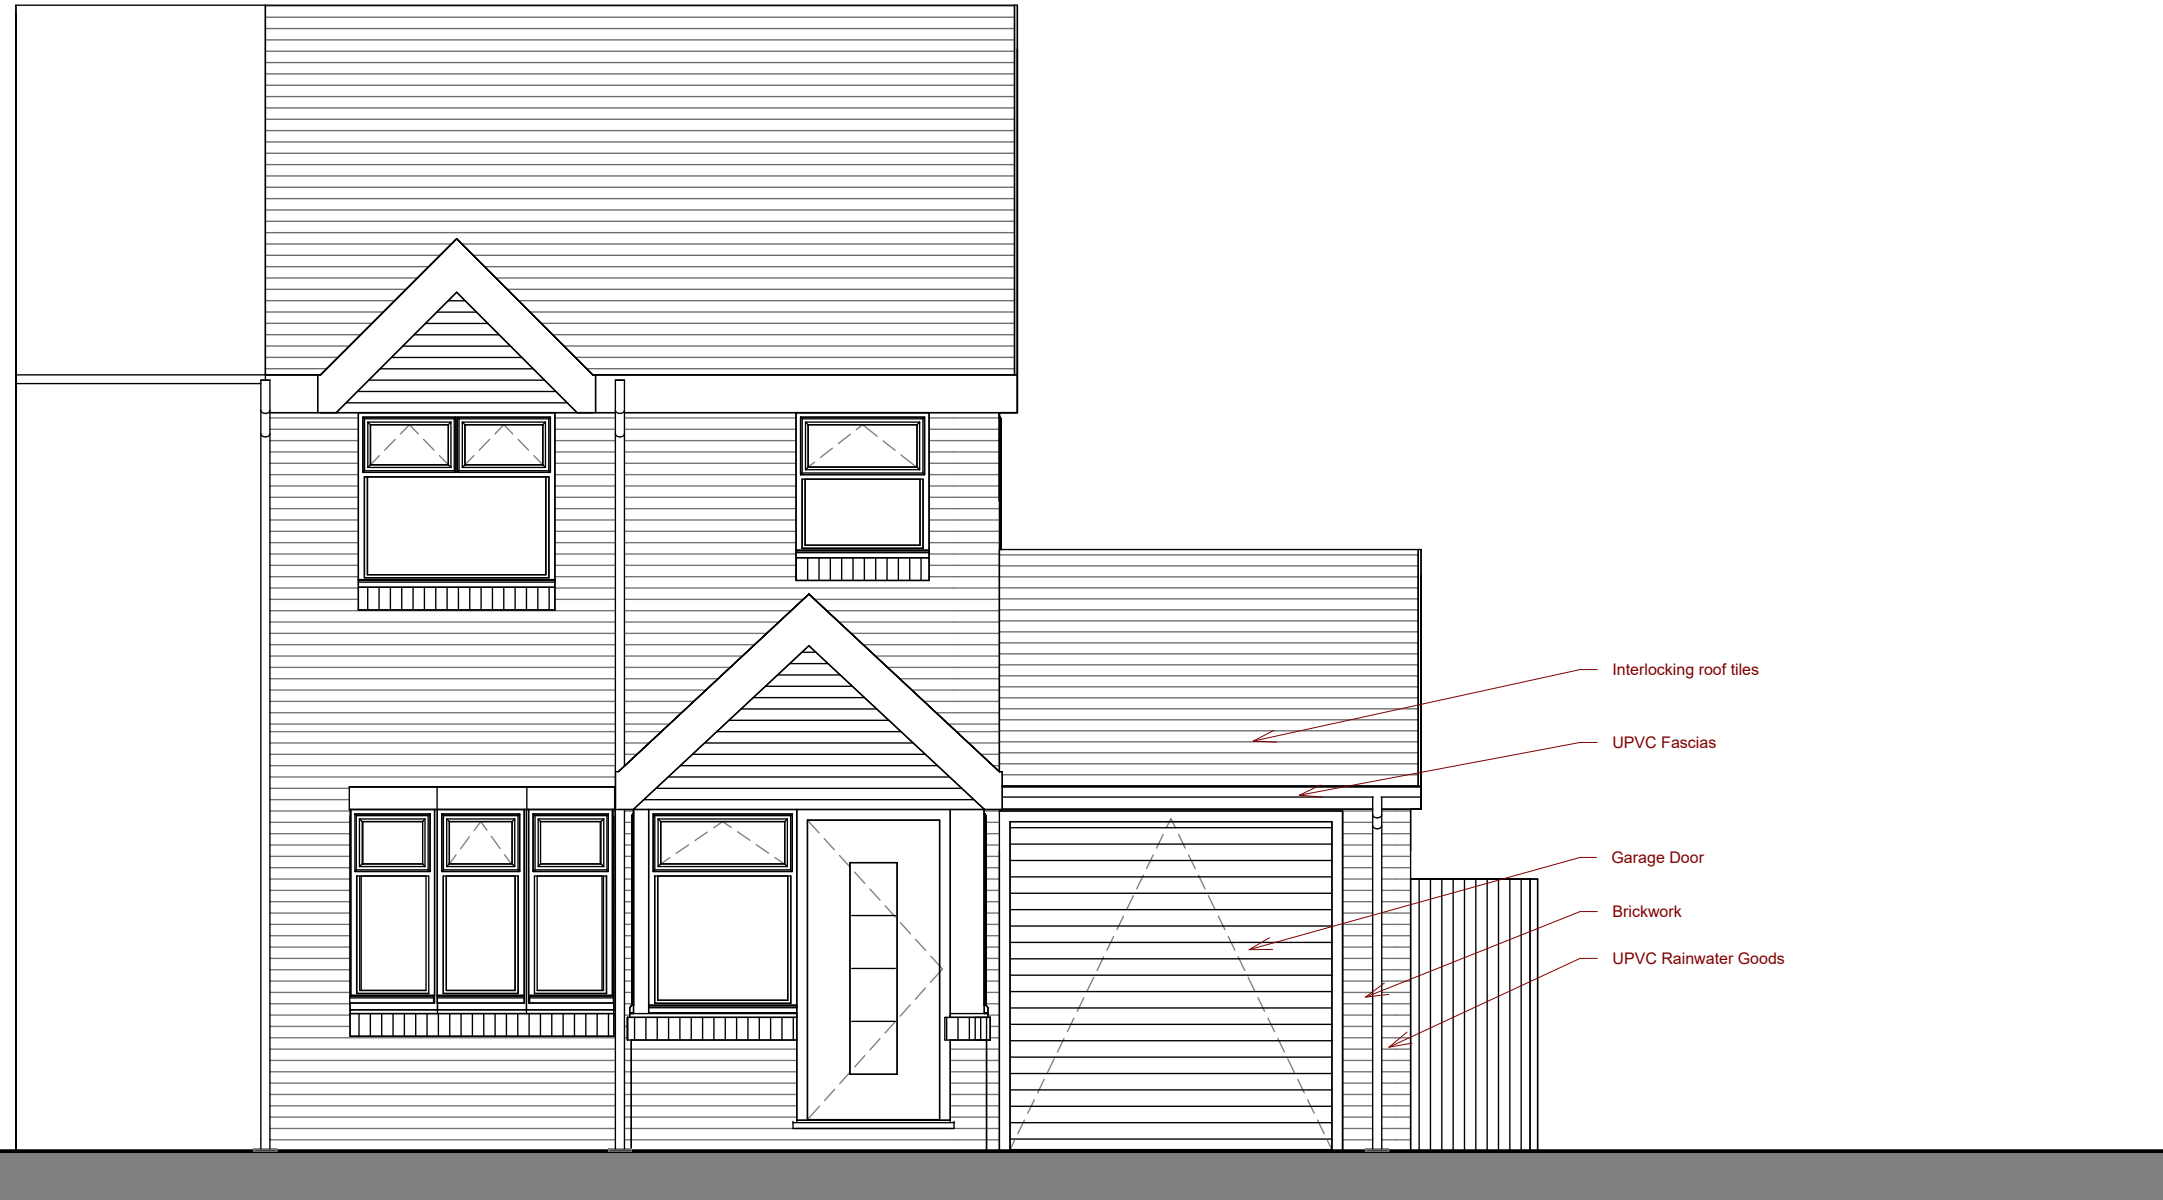 Interlocking roof tiles
UPVC Fascias
Garage Door
Brickwork
UPVC Rainwater Goods